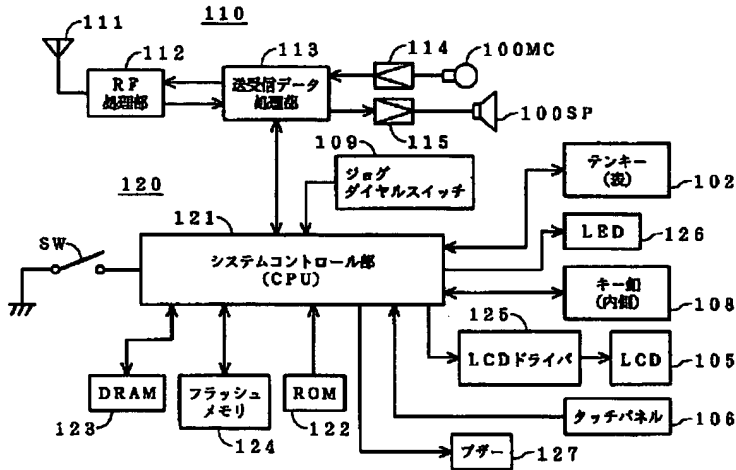 110
111
112
113
114
100MC
RF
処理部
送受信データ
処理部
100SP
115
109
ジョグ
ダイヤルスイッチ
テンキー
(表)
102
120
121
SW
システムコントロール部
(CPU)
LED
126
キー釦
(内側)
108
125
LCDドライバ
LCD
105
DRAM
123
フラッシュ
メモリ
124
ROM
122
タッチパネル
106
ブザー
127